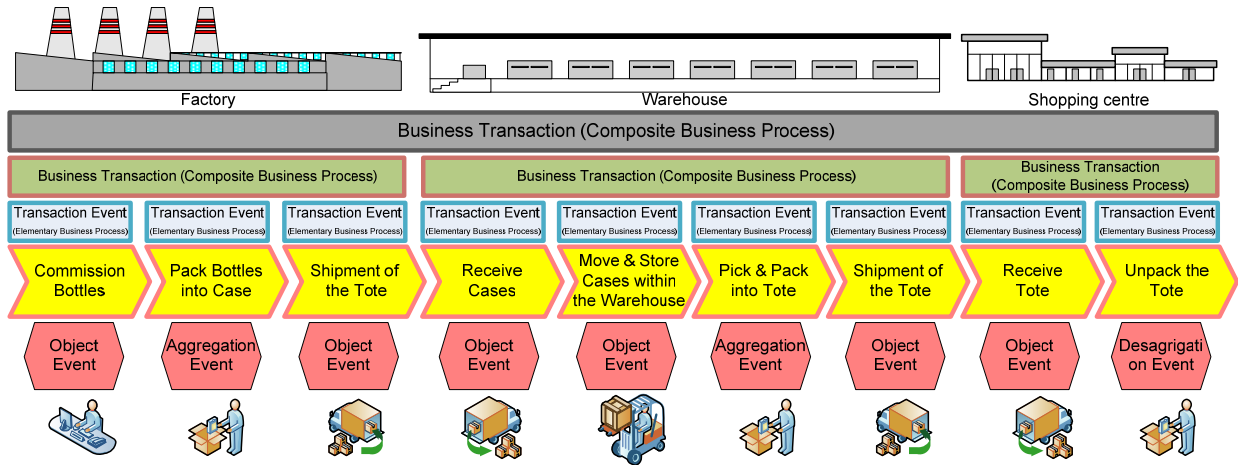 Factory
Warehouse
Shopping centre
Business Transaction (Composite Business Process)
Business Transaction (Composite Business Process)
Business Transaction (Composite Business Process)
Business Transaction
(Composite Business Process)
Transaction Event
(Elementary Business Process)
Transaction Event
(Elementary Business Process)
Transaction Event
(Elementary Business Process)
Transaction Event
(Elementary Business Process)
Transaction Event
(Elementary Business Process)
Transaction Event
(Elementary Business Process)
Transaction Event
(Elementary Business Process)
Transaction Event
(Elementary Business Process)
Transaction Event
(Elementary Business Process)
Commission
Bottles
Pack Bottles
into Case
Shipment of
the Tote
Receive
Cases
Move & Store
Cases within
the Warehouse
Pick & Pack
into Tote
Shipment of
the Tote
Receive
Tote
Unpack the
Tote
Object
Event
Aggregation
Event
Object
Event
Object
Event
Object
Event
Aggregation
Event
Object
Event
Object
Event
Desagrigati
on Event